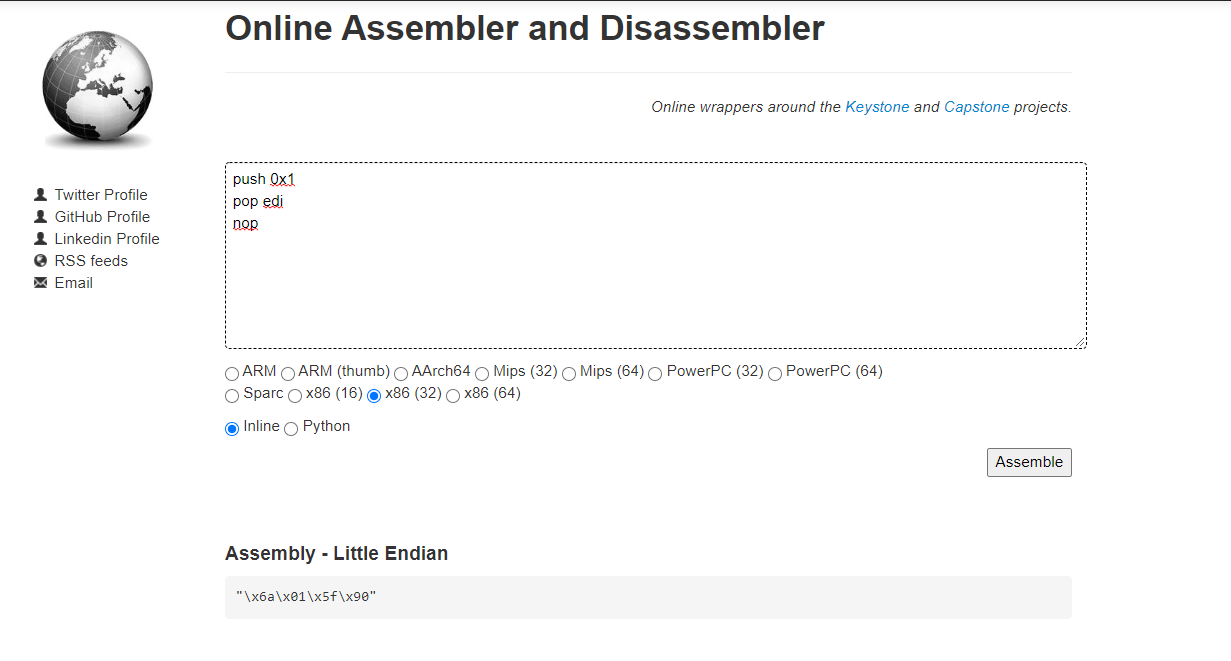 Online Assembler and Disassembler
Online wrappers around the Keystone and Capstone projects.
Twitter Profile
GitHub Profile
Linkedin Profile
RSS feeds
Email
push 0x1
pop edi
nop
ARM ARM (thumb) AArch64 Mips (32) Mips (64) PowerPC (32) PowerPC (64)
Sparc x86 (16) x86 (32) x86 (64)
Inline Python
Assemble
Assembly - Little Endian
"\x6a\x01\x5f\x90"